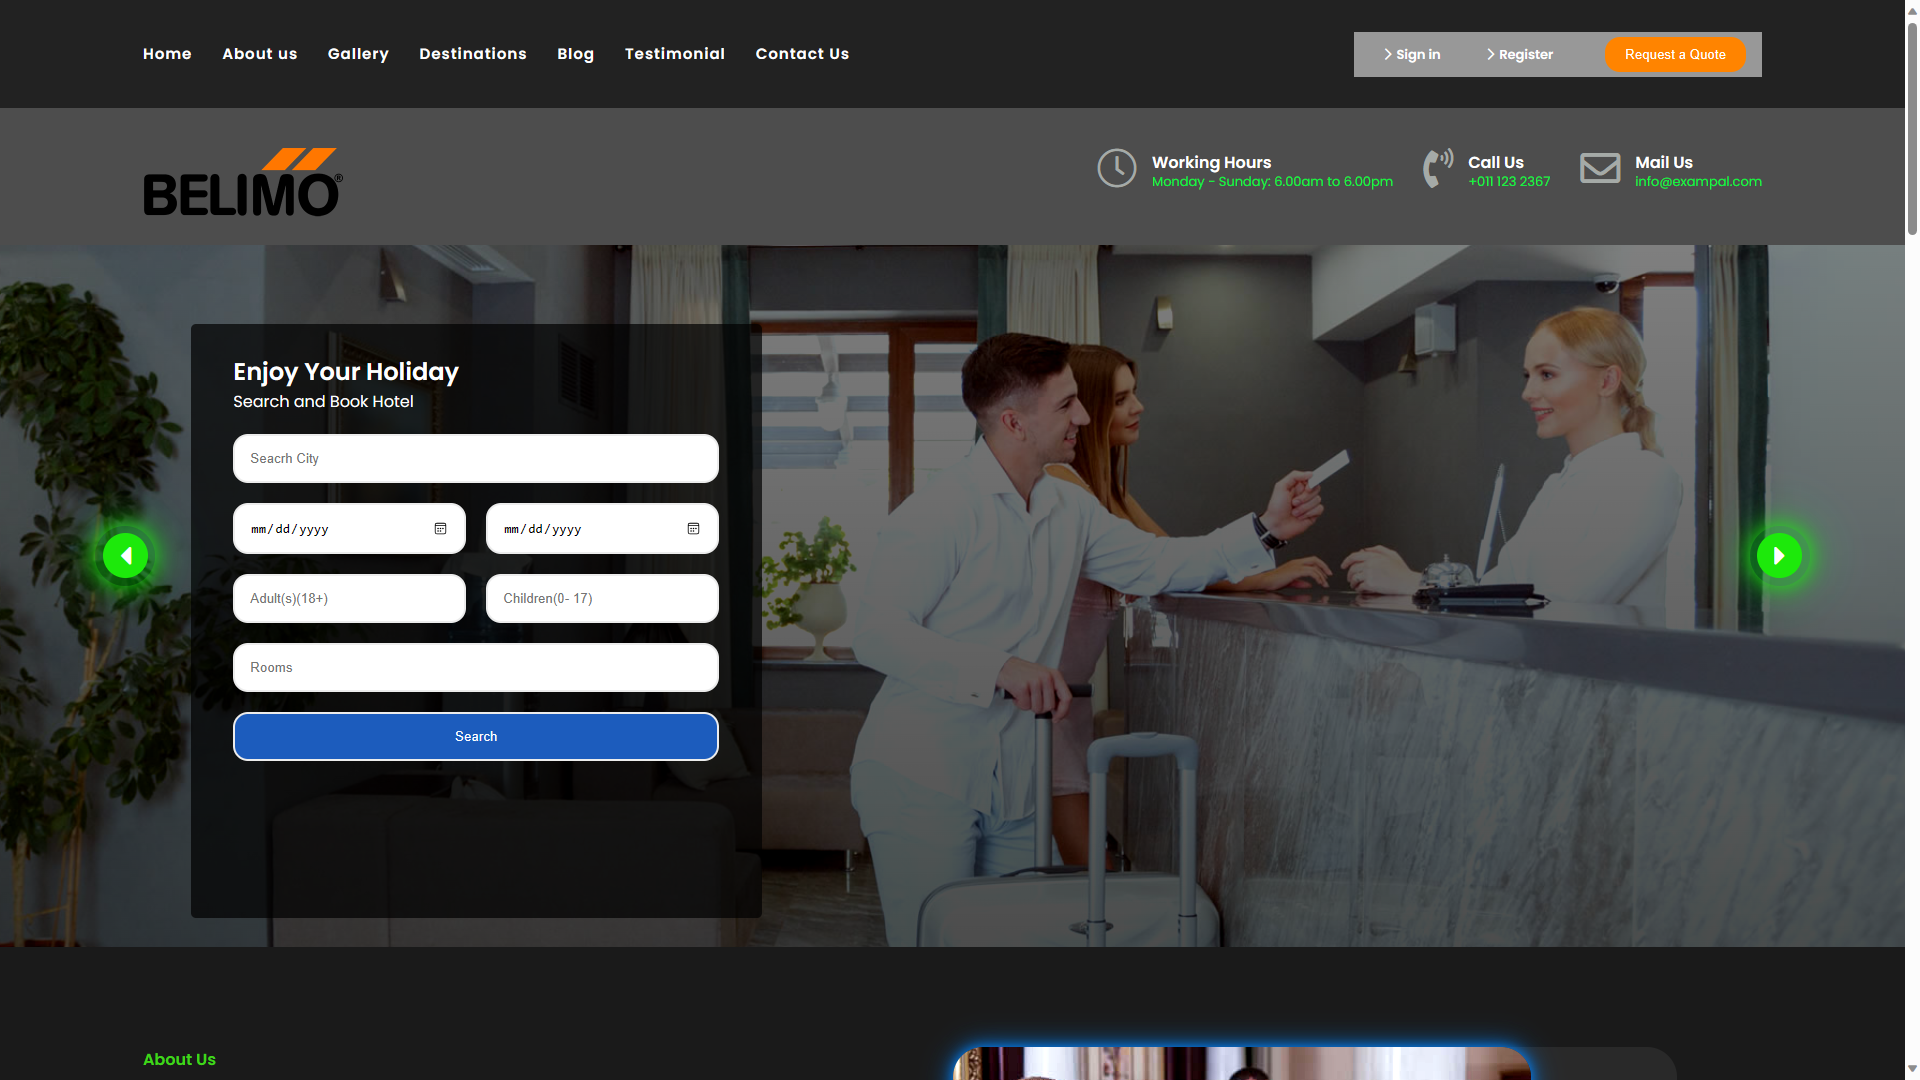 Home About us Gallery Destinations Blog Testimonial Contact Us
Sign in Register Request a Quote
BELIMO®
Working Hours
Monday - Sunday: 6.00am to 6.00pm
Call Us
+011 123 2367
Mail Us
info@exampal.com
Enjoy Your Holiday
Search and Book Hotel
Seacrh City
mm/dd/yyyy mm/dd/yyyy
Adult(s)(18+) Children(0- 17)
Rooms
Search
About Us